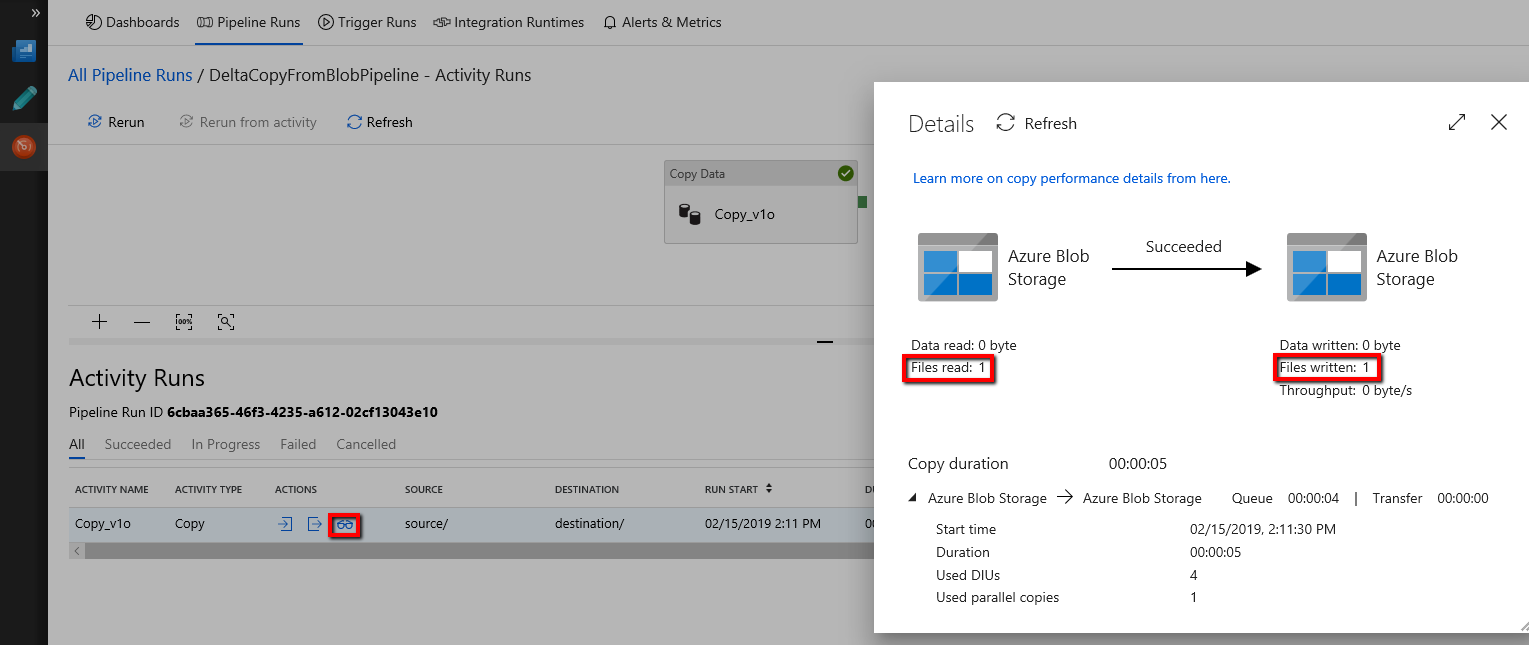 »
Dashboards Pipeline Runs Trigger Runs Integration Runtimes Alerts & Metrics
All Pipeline Runs / DeltaCopyFromBlobPipeline - Activity Runs
Rerun Rerun from activity Refresh
Copy Data
Copy_v1o
100%
Activity Runs
Pipeline Run ID 6cbaa365-46f3-4235-a612-02cf13043e10
All Succeeded In Progress Failed Cancelled
ACTIVITY NAME ACTIVITY TYPE ACTIONS SOURCE DESTINATION RUN START DU
Copy_v1o Copy source/ destination/ 02/15/2019 2:11 PM 00
Details Refresh
Learn more on copy performance details from here.
Azure Blob
Storage
Succeeded
Azure Blob
Storage
Data read: 0 byte
Files read: 1
Data written: 0 byte
Files written: 1
Throughput: 0 byte/s
Copy duration 00:00:05
Azure Blob Storage Azure Blob Storage Queue 00:00:04 | Transfer 00:00:00
Start time 02/15/2019, 2:11:30 PM
Duration 00:00:05
Used DIUs 4
Used parallel copies 1